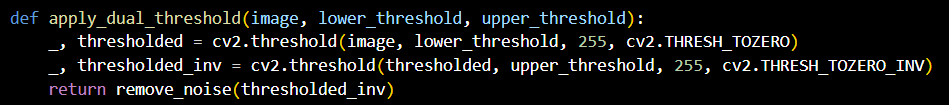 def apply_dual_threshold(image, lower_threshold, upper_threshold):
    _, thresholded = cv2.threshold(image, lower_threshold, 255, cv2.THRESH_TOZERO)
    _, thresholded_inv = cv2.threshold(thresholded, upper_threshold, 255, cv2.THRESH_TOZERO_INV)
    return remove_noise(thresholded_inv)